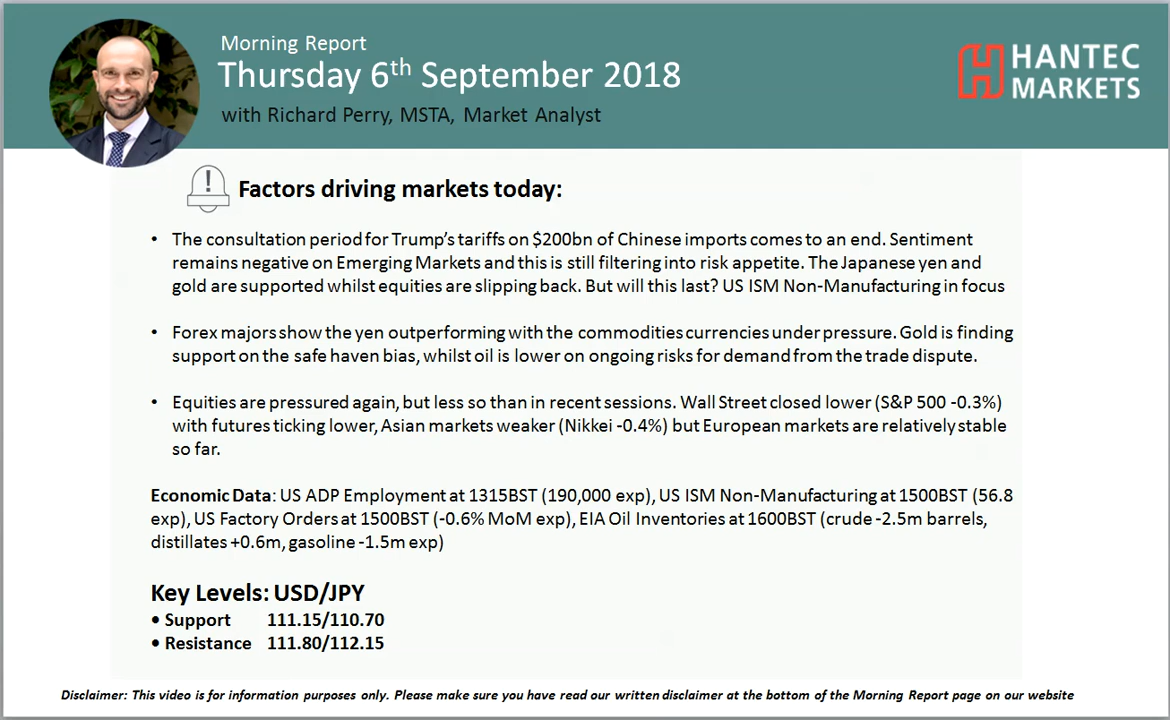 Morning Report
Thursday 6th September 2018
with Richard Perry, MSTA, Market Analyst
HANTEC
MARKETS
! Factors driving markets today:
• The consultation period for Trump's tariffs on $200bn of Chinese imports comes to an end. Sentiment
remains negative on Emerging Markets and this is still filtering into risk appetite. The Japanese yen and
gold are supported whilst equities are slipping back. But will this last? US ISM Non-Manufacturing in focus
• Forex majors show the yen outperforming with the commodities currencies under pressure. Gold is finding
support on the safe haven bias, whilst oil is lower on ongoing risks for demand from the trade dispute.
• Equities are pressured again, but less so than in recent sessions. Wall Street closed lower (S&P 500 -0.3%)
with futures ticking lower, Asian markets weaker (Nikkei -0.4%) but European markets are relatively stable
so far.
Economic Data: US ADP Employment at 1315BST (190,000 exp), US ISM Non-Manufacturing at 1500BST (56.8
exp), US Factory Orders at 1500BST (-0.6% MoM exp), EIA Oil Inventories at 1600BST (crude -2.5m barrels,
distillates +0.6m, gasoline -1.5m exp)
Key Levels: USD/JPY
• Support 111.15/110.70
• Resistance 111.80/112.15
Disclaimer: This video is for information purposes only. Please make sure you have read our written disclaimer at the bottom of the Morning Report page on our website